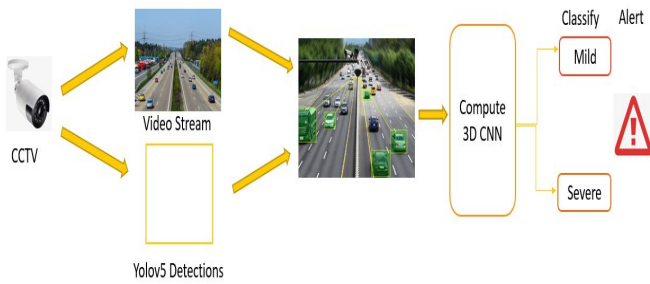 CCTV
Video Stream
Yolov5 Detections
Compute
3D CNN
Classify
Alert
Mild
Severe